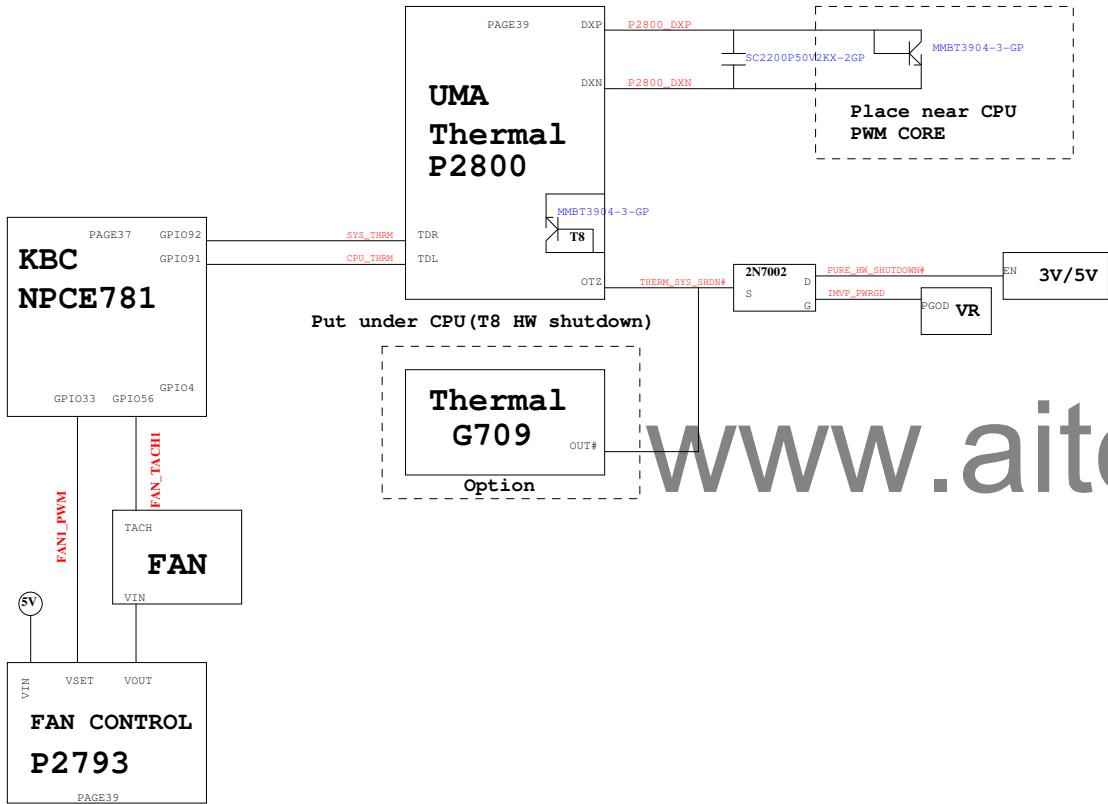 PAGE39
DXP
P2800_DXP
MMBT3904-3-GP
SC2200P50V2KX-2GP
DXN
P2800_DXN
UMA
Thermal
P2800
Place near CPU
PWM CORE
MMBT3904-3-GP
T8
PAGE37
GPIO92
SYS_THRM
TDR
GPIO91
CPU_THRM
TDL
KBC
NPCE781
OTZ
THERM_SYS_SHDN#
2N7002
D
S
G
PURE_HW_SHUTDOWN#
IMVP_PWRGD
EN
3V/5V
PGOD
VR
Put under CPU(T8 HW shutdown)
GPIO4
GPIO33
GPIO56
Thermal
G709
OUT#
Option
www.aite
FAN1_PWM
FAN_TACH1
TACH
FAN
VIN
5V
VIN
VSET
VOUT
FAN CONTROL
P2793
PAGE39